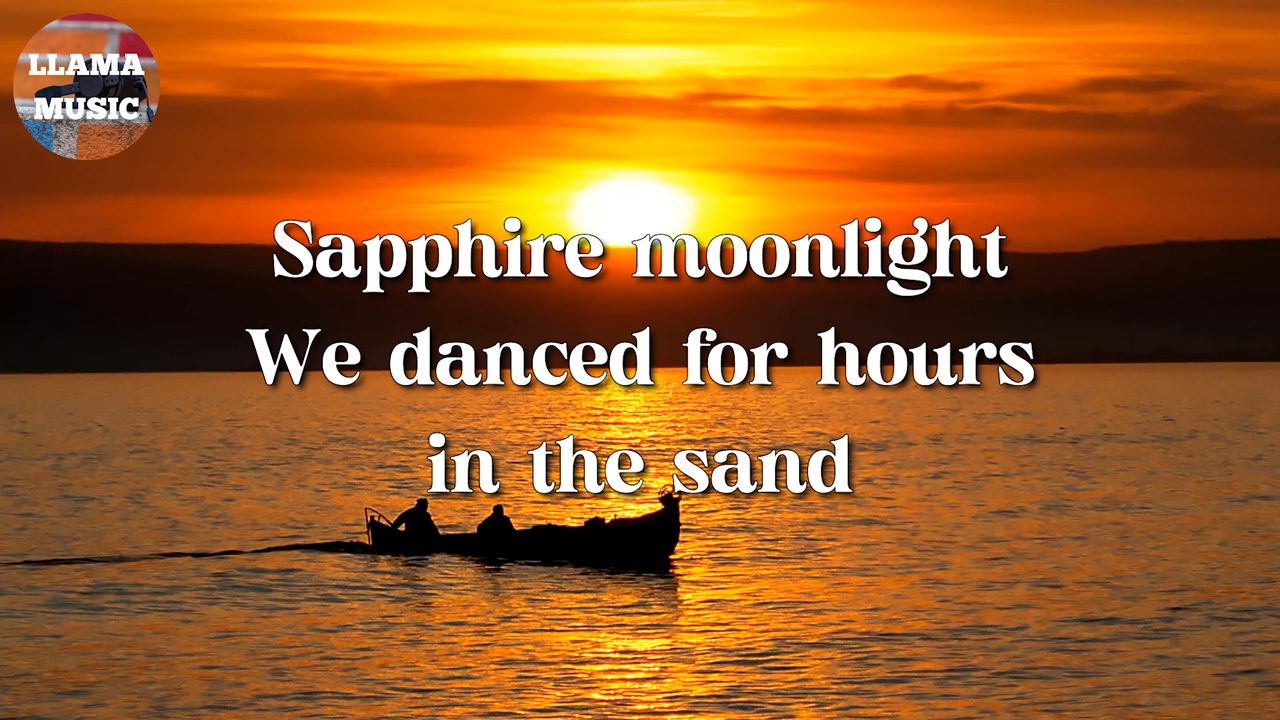 LLAMA
MUSIC
Sapphire moonlight
We danced for hours
in the sand